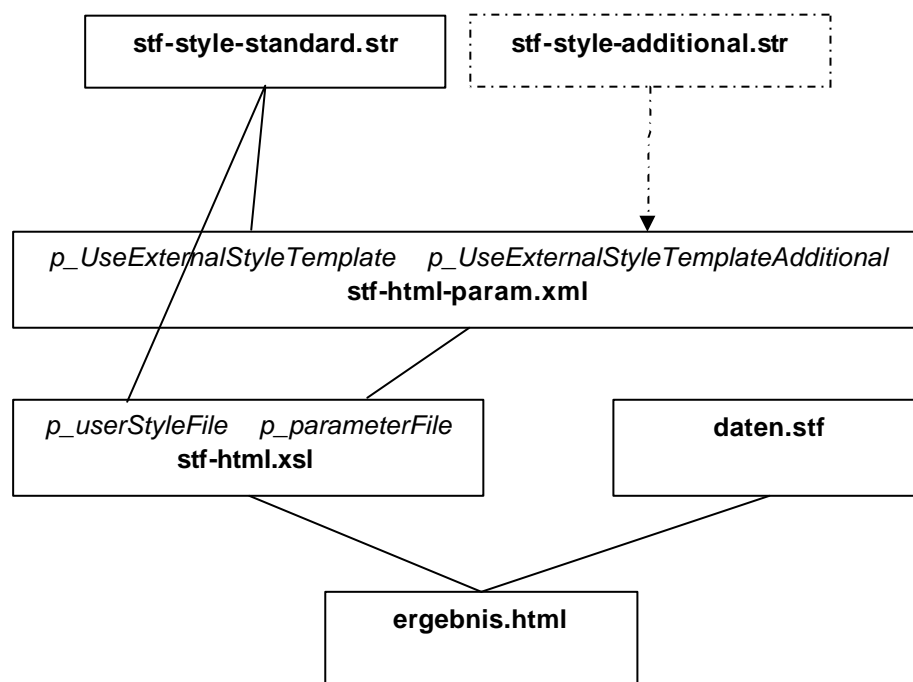 stf-style-standard.str
stf-style-additional.str
p_UseExternalStyleTemplate p_UseExternalStyleTemplateAdditional
stf-html-param.xml
p_userStyleFile p_parameterFile
stf-html.xsl
daten.stf
ergebnis.html